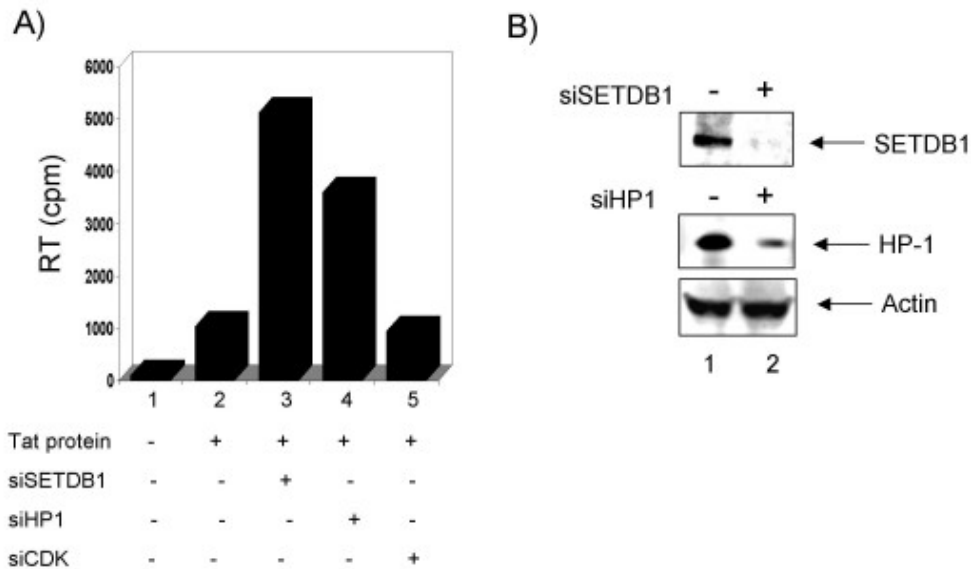 A)
6000
5000
4000
3000
2000
1000
0
RT (cpm)
1 2 3 4 5
Tat protein - + + + +
siSETDB1 - - + - -
siHP1 - - - + -
siCDK - - - - +
B)
siSETDB1 - +
SETDB1
siHP1 - +
HP-1
Actin
1 2